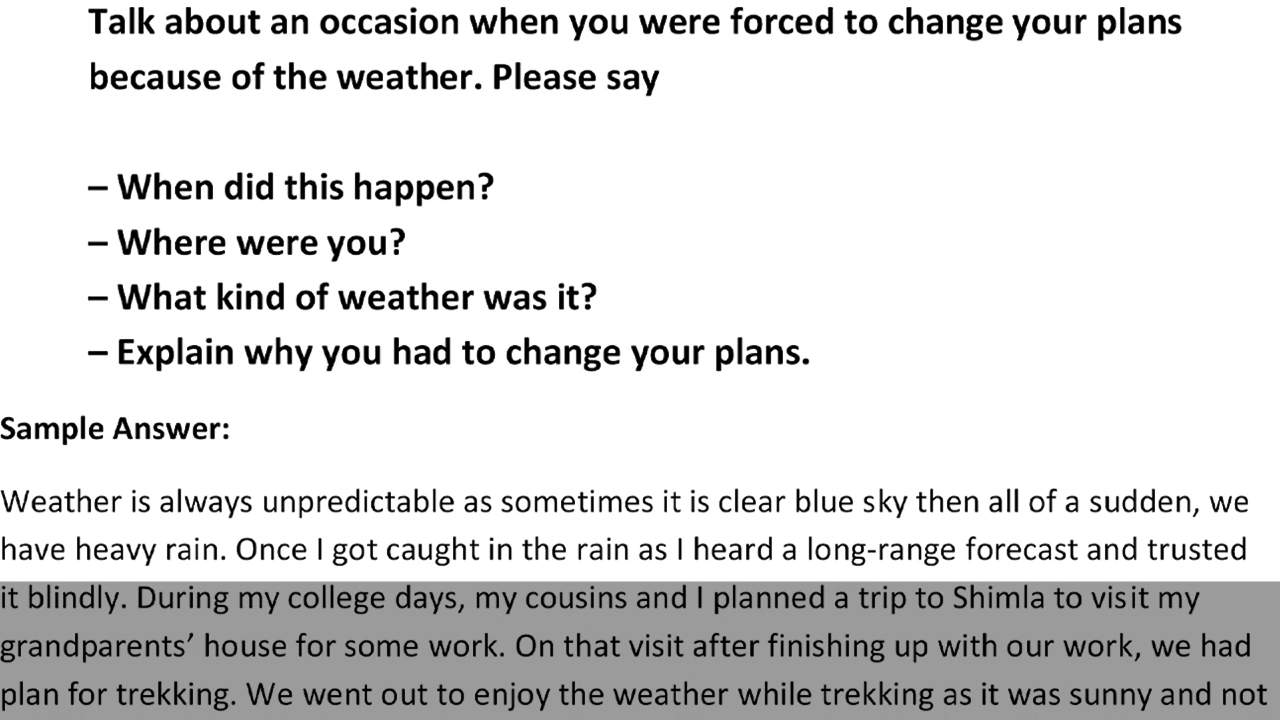 Talk about an occasion when you were forced to change your plans
because of the weather. Please say
– When did this happen?
– Where were you?
– What kind of weather was it?
– Explain why you had to change your plans.
Sample Answer:
Weather is always unpredictable as sometimes it is clear blue sky then all of a sudden, we
have heavy rain. Once I got caught in the rain as I heard a long-range forecast and trusted
it blindly. During my college days, my cousins and I planned a trip to Shimla to visit my
grandparents’ house for some work. On that visit after finishing up with our work, we had
plan for trekking. We went out to enjoy the weather while trekking as it was sunny and not